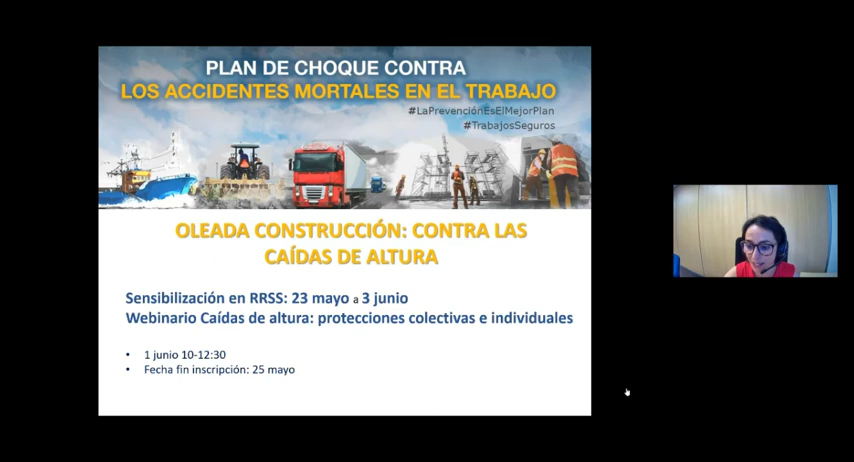 PLAN DE CHOQUE CONTRA
LOS ACCIDENTES MORTALES EN EL TRABAJO
#LaPrevenciónEsElMejorPlan
#TrabajosSeguros
OLEADA CONSTRUCCIÓN: CONTRA LAS
CAÍDAS DE ALTURA
Sensibilización en RRSS: 23 mayo a 3 junio
Webinario Caídas de altura: protecciones colectivas e individuales
• 1 junio 10-12:30
• Fecha fin inscripción: 25 mayo